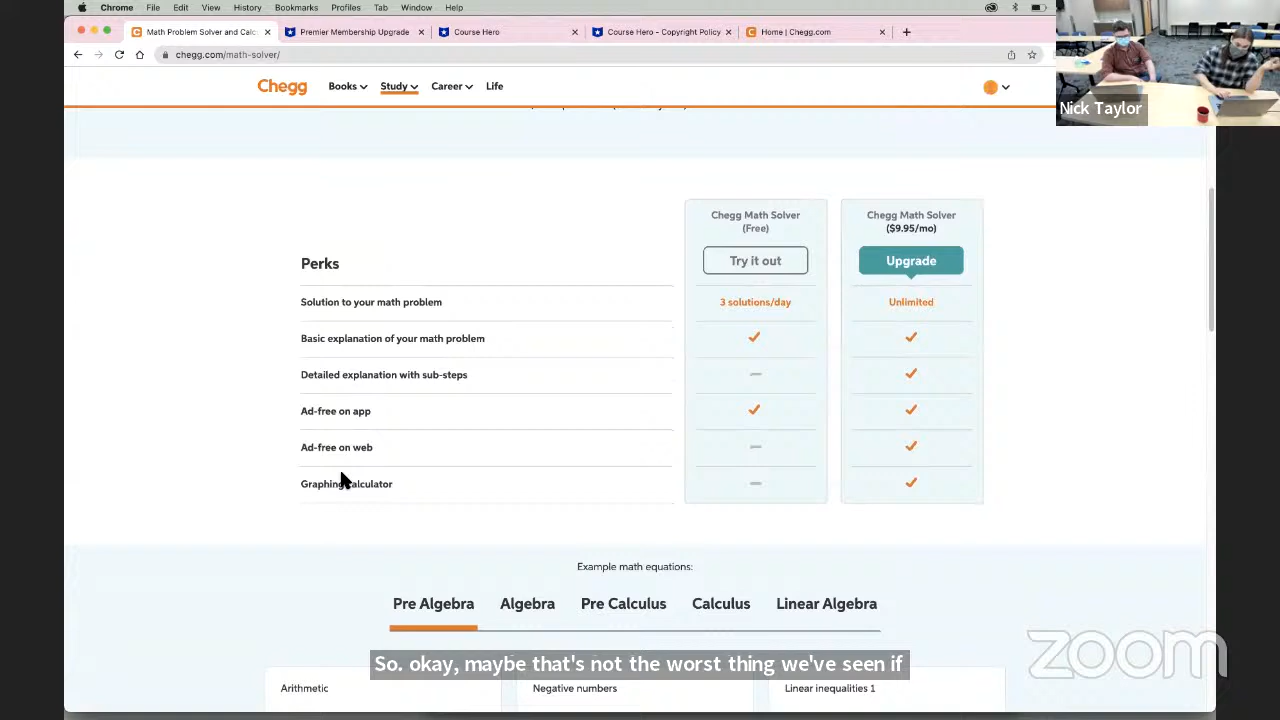 Chrome File Edit View History Bookmarks Profiles Tab Window Help
Math Problem Solver and Calc
Premier Membership Upgrade
Course Hero
Course Hero - Copyright Policy
Home | Chegg.com
chegg.com/math-solver/
Chegg Books Study Career Life
Nick Taylor
Chegg Math Solver
(Free)
Chegg Math Solver
($9.95/mo)
Perks
Try it out
Upgrade
Solution to your math problem 3 solutions/day Unlimited
Basic explanation of your math problem
Detailed explanation with sub-steps
Ad-free on app
Ad-free on web
Graphing calculator
Example math equations:
Pre Algebra Algebra Pre Calculus Calculus Linear Algebra
So. okay, maybe that's not the worst thing we've seen if
zoom
Arithmetic Negative numbers Linear inequalities 1